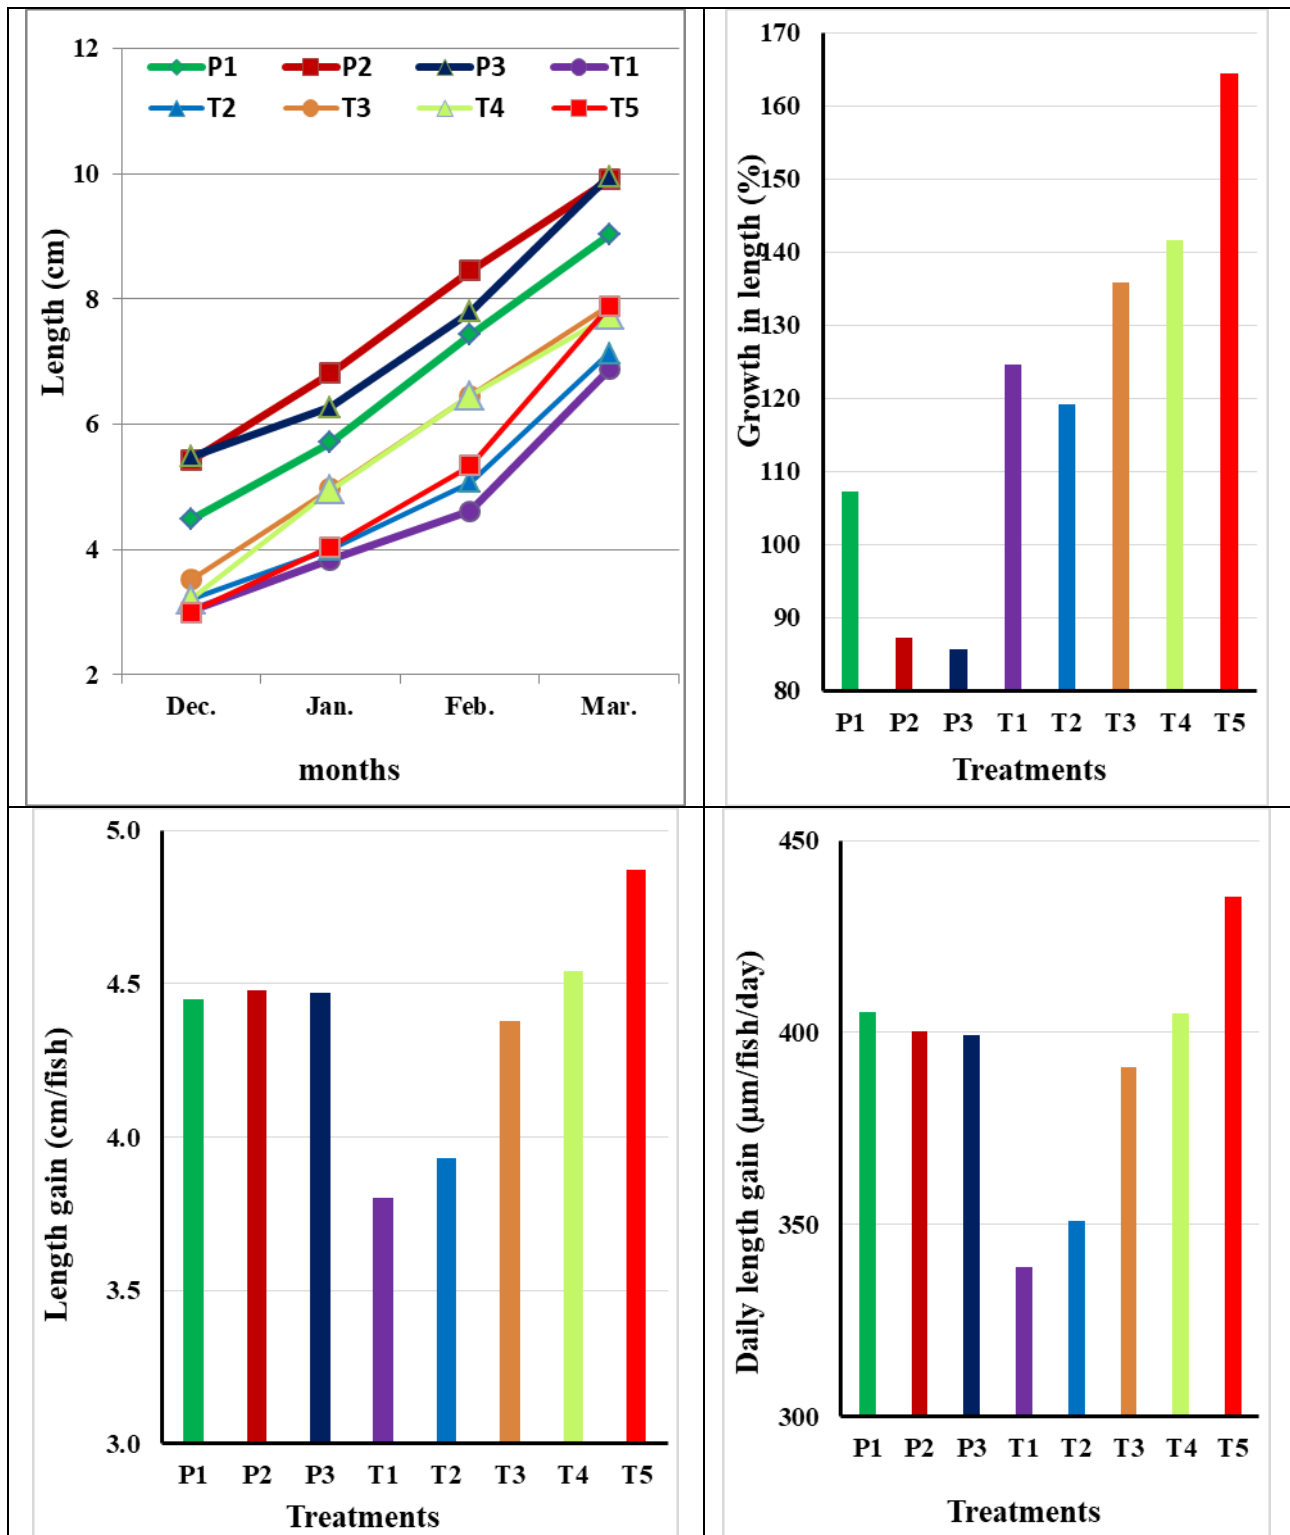 12
10
8
6
4
2
Length (cm)
P1 P2 P3 T1
T2 T3 T4 T5
Dec. Jan. Feb. Mar.
months
170
160
150
140
130
120
110
100
90
80
Growth in length (%)
P1 P2 P3 T1 T2 T3 T4 T5
Treatments
5.0
4.5
4.0
3.5
3.0
Length gain (cm/fish)
P1 P2 P3 T1 T2 T3 T4 T5
Treatments
450
400
350
300
Daily length gain (µm/fish/day)
P1 P2 P3 T1 T2 T3 T4 T5
Treatments